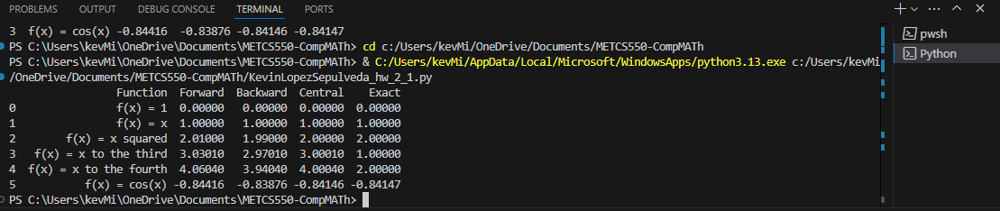 PROBLEMS OUTPUT DEBUG CONSOLE TERMINAL PORTS
3 f(x) = cos(x) -0.84416 -0.83876 -0.84146 -0.84147
PS C:\Users\kevMi\OneDrive\Documents\METCS550-CompMATh> cd c:/Users/kevMi/OneDrive/Documents/METCS550-CompMATh
PS C:\Users\kevMi\OneDrive\Documents\METCS550-CompMATh> & C:/Users/kevMi/AppData/Local/Microsoft/WindowsApps/python3.13.exe c:/Users/kevMi
/OneDrive/Documents/METCS550-CompMATh/KevinLopezSepulveda_hw_2_1.py
Function Forward Backward Central Exact
0 f(x) = 1 0.00000 0.00000 0.00000 0.00000
1 f(x) = x 1.00000 1.00000 1.00000 1.00000
2 f(x) = x squared 2.01000 1.99000 2.00000 2.00000
3 f(x) = x to the third 3.03010 2.97010 3.00010 1.00000
4 f(x) = x to the fourth 4.06040 3.94040 4.00040 2.00000
5 f(x) = cos(x) -0.84416 -0.83876 -0.84146 -0.84147
PS C:\Users\kevMi\OneDrive\Documents\METCS550-CompMATh>
pwsh
Python